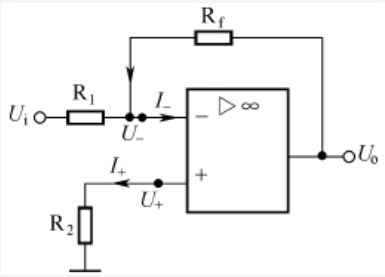 R_f
R_1
I_−
▷ ∞
U_i
−
U_−
U_o
I_+
+
U_+
R_2